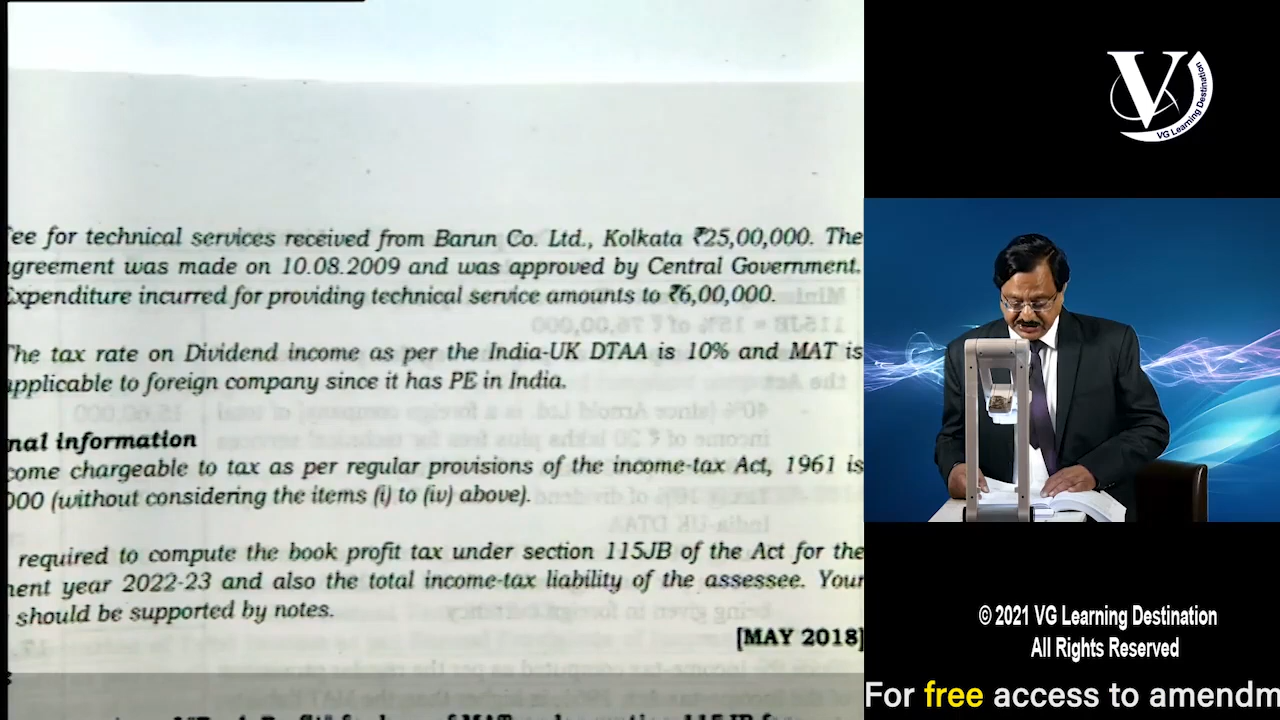 ee for technical services received from Barun Co. Ltd., Kolkata ₹25,00,000. The
greement was made on 10.08.2009 and was approved by Central Government.
Expenditure incurred for providing technical service amounts to ₹6,00,000.
The tax rate on Dividend income as per the India-UK DTAA is 10% and MAT is
applicable to foreign company since it has PE in India.
nal information
come chargeable to tax as per regular provisions of the income-tax Act, 1961 is
000 (without considering the items (i) to (iv) above).
required to compute the book profit tax under section 115JB of the Act for the
ent year 2022-23 and also the total income-tax liability of the assessee. Your
should be supported by notes.
[MAY 2018]
V
VG Learning Destination
© 2021 VG Learning Destination
All Rights Reserved
For free access to amendm